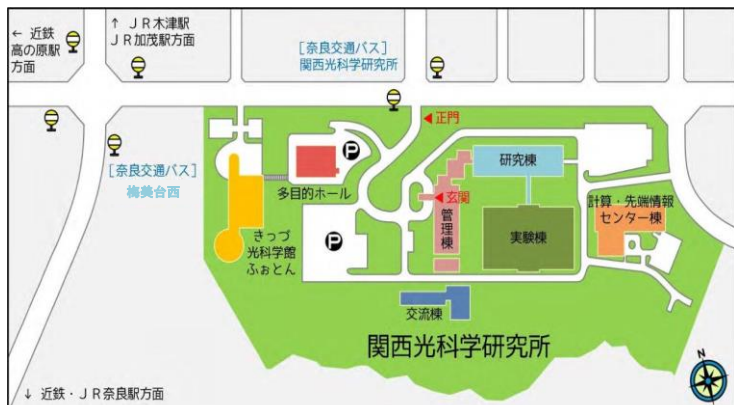 ← 近鉄
高の原駅
方面
↑ JR木津駅
JR加茂駅方面
[奈良交通バス]
関西光科学研究所
◀正門
P
研究棟
[奈良交通バス]
梅美台西
多目的ホール
◀玄関
管理棟
計算・先端情報
センター棟
実験棟
きっづ
光科学館
ふぉとん
P
交流棟
関西光科学研究所
N
↓ 近鉄・JR奈良駅方面